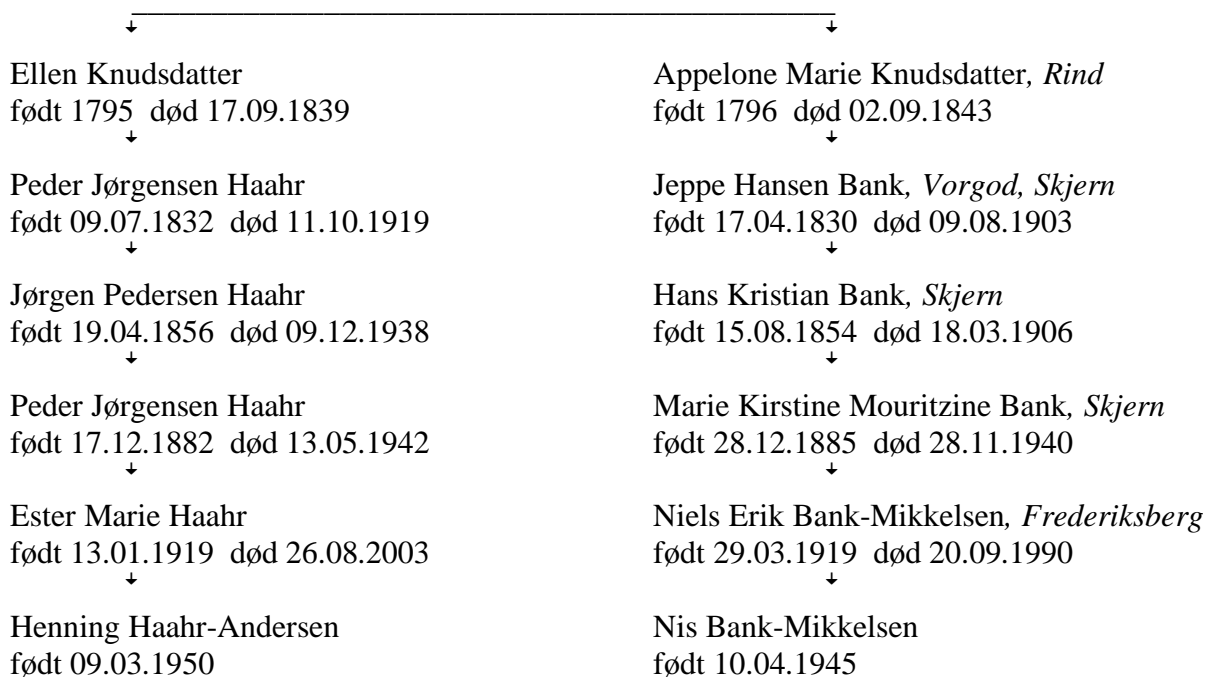 Ellen Knudsdatter
født 1795  død 17.09.1839
Appelone Marie Knudsdatter, Rind
født 1796  død 02.09.1843
Peder Jørgensen Haahr
født 09.07.1832  død 11.10.1919
Jeppe Hansen Bank, Vorgod, Skjern
født 17.04.1830  død 09.08.1903
Jørgen Pedersen Haahr
født 19.04.1856  død 09.12.1938
Hans Kristian Bank, Skjern
født 15.08.1854  død 18.03.1906
Peder Jørgensen Haahr
født 17.12.1882  død 13.05.1942
Marie Kirstine Mouritzine Bank, Skjern
født 28.12.1885  død 28.11.1940
Ester Marie Haahr
født 13.01.1919  død 26.08.2003
Niels Erik Bank-Mikkelsen, Frederiksberg
født 29.03.1919  død 20.09.1990
Henning Haahr-Andersen
født 09.03.1950
Nis Bank-Mikkelsen
født 10.04.1945